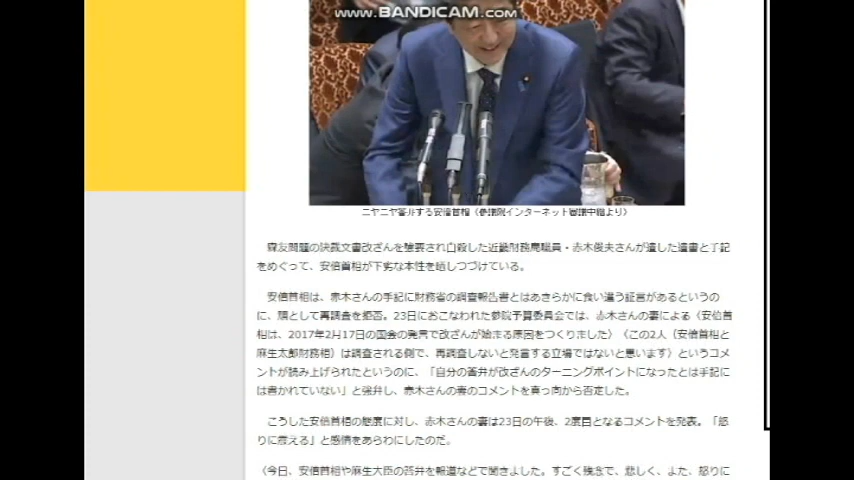 www.BANDICAM.com
ニヤニヤ答弁する安倍首相（参議院インターネット審議中継より）
森友問題の決裁文書改ざんを強要され自殺した近畿財務局職員・赤木俊夫さんが遺した遺書と手記
をめぐって、安倍首相が下劣な本性を晒しつづけている。
安倍首相は、赤木さんの手記に財務省の調査報告書とはあきらかに食い違う証言があるというの
に、頑として再調査を拒否。23日におこなわれた参院予算委員会では、赤木さんの妻による〈安倍首
相は、2017年2月17日の国会の発言で改ざんが始まる原因をつくりました〉〈この2人（安倍首相と
麻生太郎財務相）は調査される側で、再調査しないと発言する立場ではないと思います〉というコメ
ントが読み上げられたというのに、「自分の答弁が改ざんのターニングポイントになったとは手記に
は書かれていない」と強弁し、赤木さんの妻のコメントを真っ向から否定した。
こうした安倍首相の態度に対し、赤木さんの妻は23日の午後、2度目となるコメントを発表。「怒
りに震える」と感情をあらわにしたのだ。
〈今日、安倍首相や麻生大臣の答弁を報道などで聞きました。すごく残念で、悲しく、また、怒りに